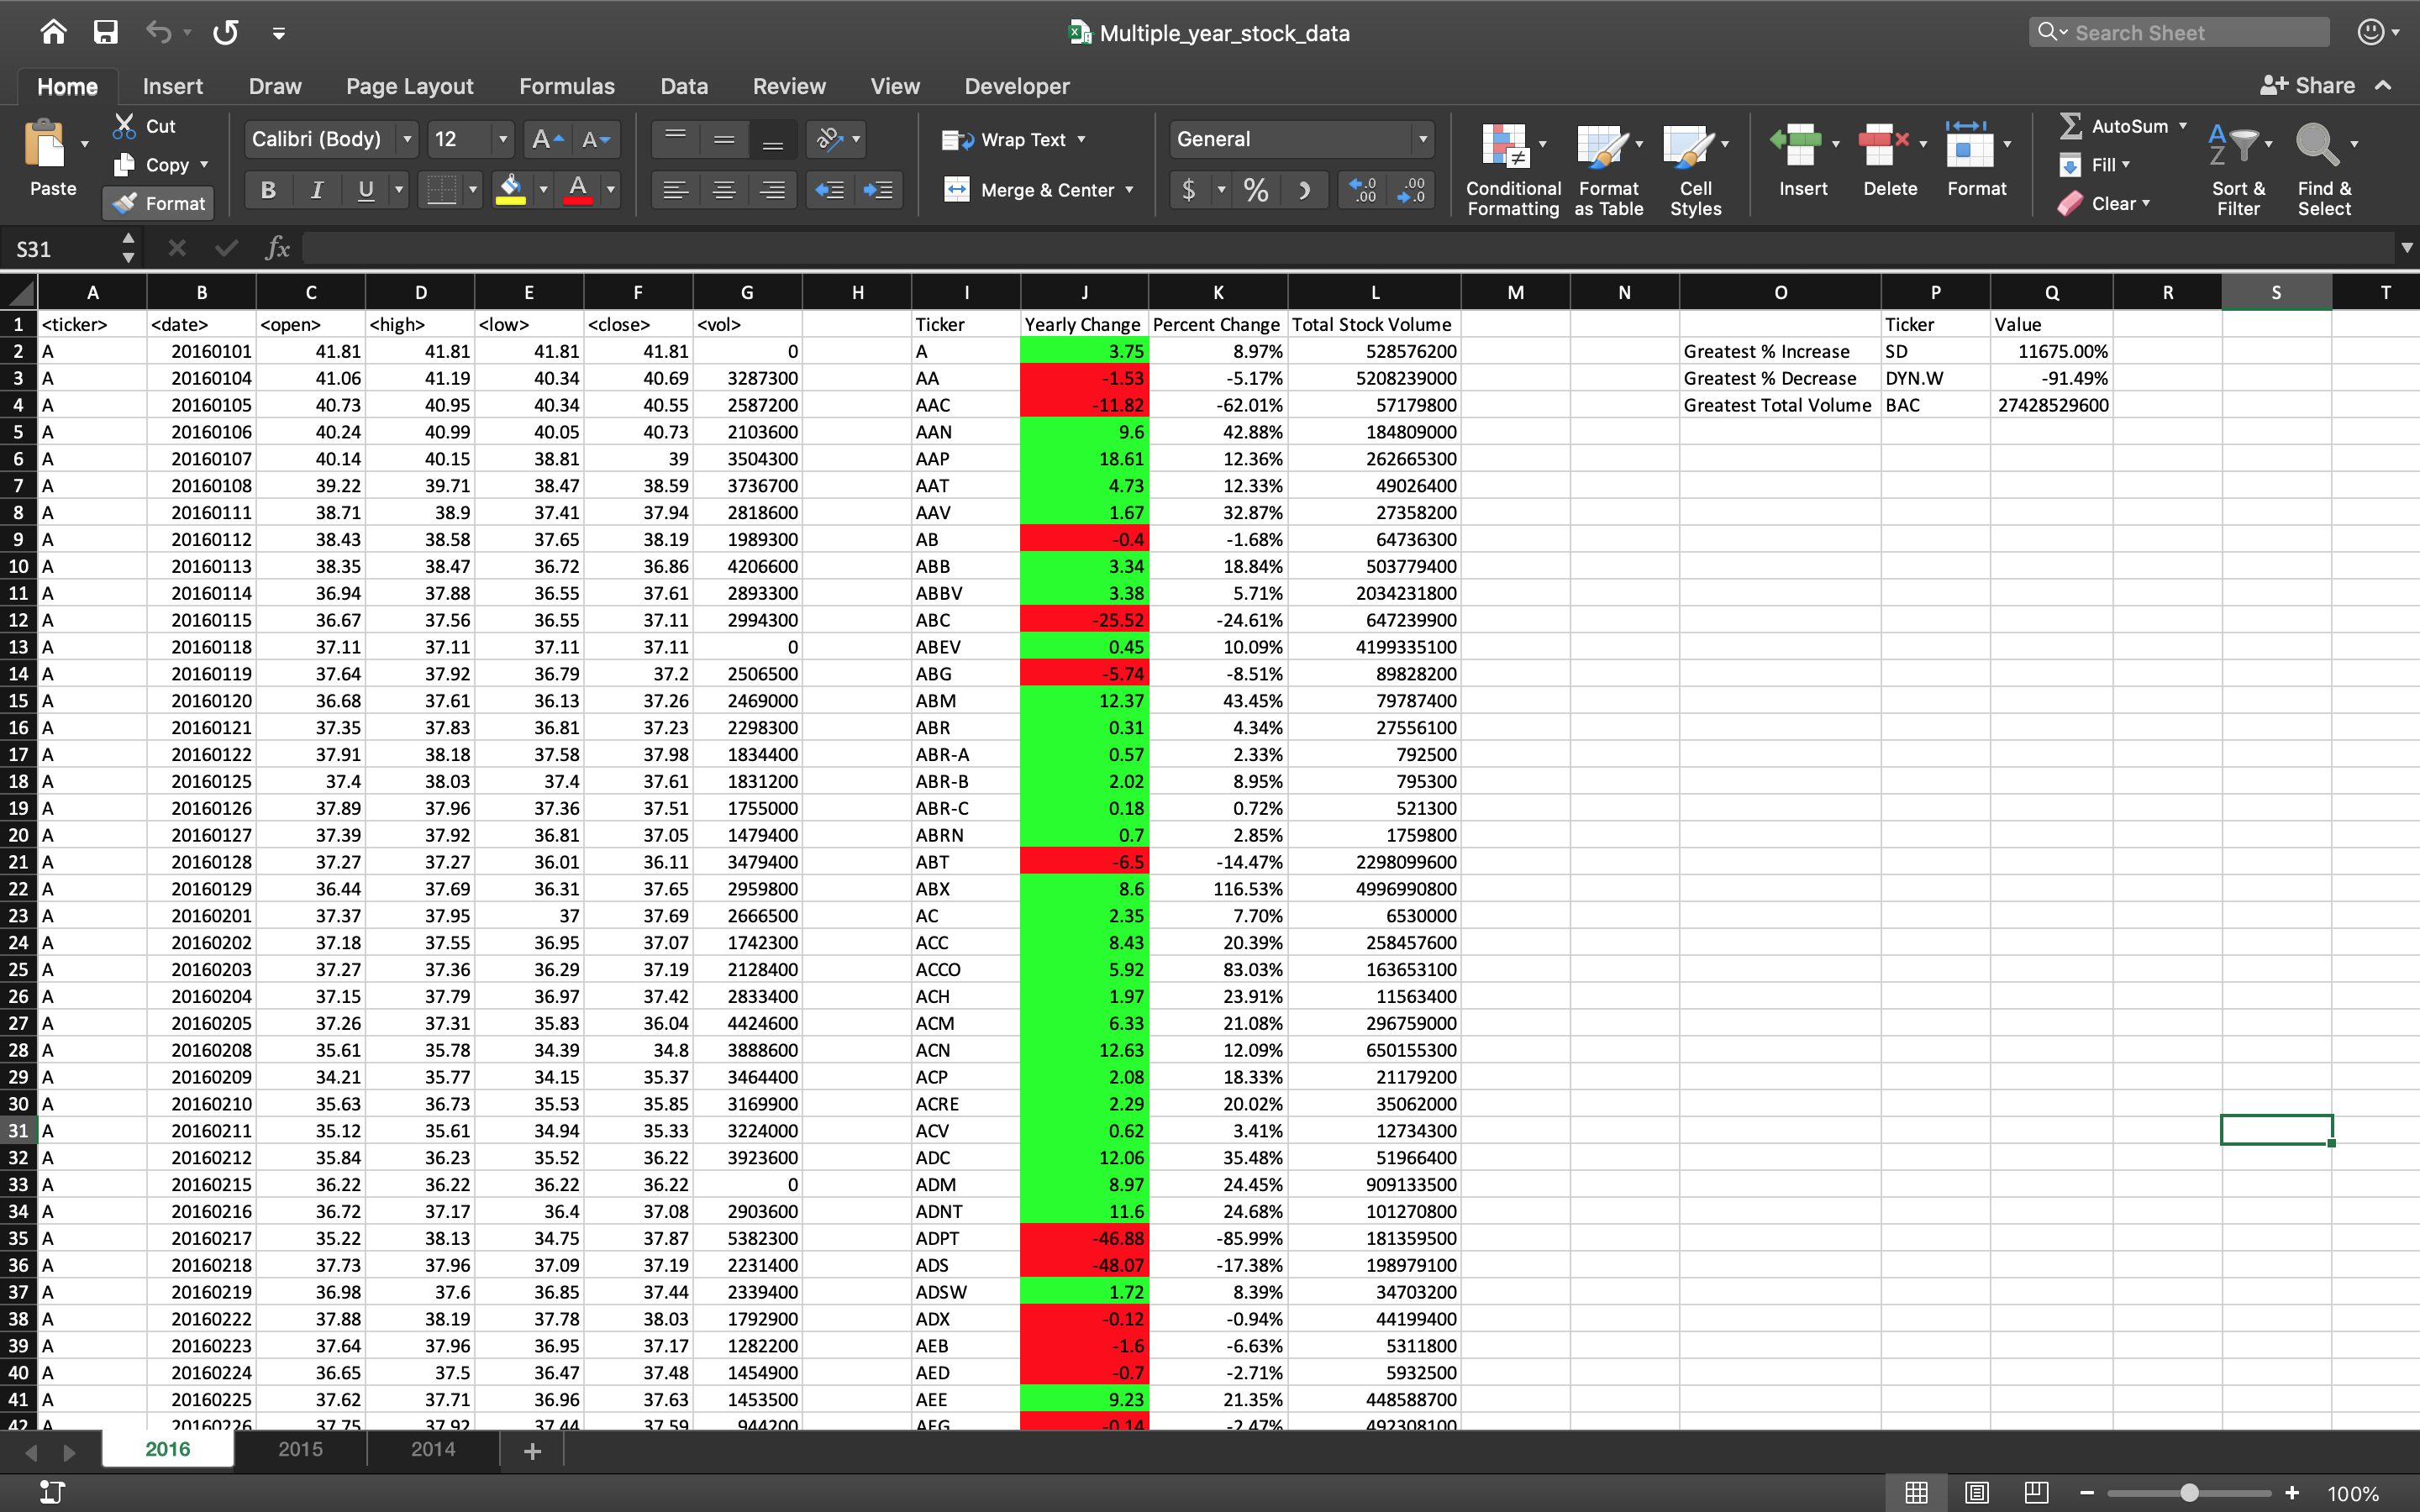 Multiple_year_stock_data
Search Sheet
Home Insert Draw Page Layout Formulas Data Review View Developer Share
Paste Cut Copy Format
Calibri (Body) 12
Wrap Text
Merge & Center
General
Conditional Formatting Format as Table Cell Styles
Insert Delete Format
AutoSum Fill Clear
Sort & Filter Find & Select
S31 fx
A B C D E F G H I J K L M N O P Q R S T
1 <ticker> <date> <open> <high> <low> <close> <vol> Ticker Yearly Change Percent Change Total Stock Volume Ticker Value
2 A 20160101 41.81 41.81 41.81 41.81 0 A 3.75 8.97% 528576200 Greatest % Increase SD 11675.00%
3 A 20160104 41.06 41.19 40.34 40.69 3287300 AA -1.53 -5.17% 5208239000 Greatest % Decrease DYN.W -91.49%
4 A 20160105 40.73 40.95 40.34 40.55 2587200 AAC -11.82 -62.01% 57179800 Greatest Total Volume BAC 27428529600
5 A 20160106 40.24 40.99 40.05 40.73 2103600 AAN 9.6 42.88% 184809000
6 A 20160107 40.14 40.15 38.81 39 3504300 AAP 18.61 12.36% 262665300
7 A 20160108 39.22 39.71 38.47 38.59 3736700 AAT 4.73 12.33% 49026400
8 A 20160111 38.71 38.9 37.41 37.94 2818600 AAV 1.67 32.87% 27358200
9 A 20160112 38.43 38.58 37.65 38.19 1989300 AB -0.4 -1.68% 64736300
10 A 20160113 38.35 38.47 36.72 36.86 4206600 ABB 3.34 18.84% 503779400
11 A 20160114 36.94 37.88 36.55 37.61 2893300 ABBV 3.38 5.71% 2034231800
12 A 20160115 36.67 37.56 36.55 37.11 2994300 ABC -25.52 -24.61% 647239900
13 A 20160118 37.11 37.11 37.11 37.11 0 ABEV 0.45 10.09% 4199335100
14 A 20160119 37.64 37.92 36.79 37.2 2506500 ABG -5.74 -8.51% 89828200
15 A 20160120 36.68 37.61 36.13 37.26 2469000 ABM 12.37 43.45% 79787400
16 A 20160121 37.35 37.83 36.81 37.23 2298300 ABR 0.31 4.34% 27556100
17 A 20160122 37.91 38.18 37.58 37.98 1834400 ABR-A 0.57 2.33% 792500
18 A 20160125 37.4 38.03 37.4 37.61 1831200 ABR-B 2.02 8.95% 795300
19 A 20160126 37.89 37.96 37.36 37.51 1755000 ABR-C 0.18 0.72% 521300
20 A 20160127 37.39 37.92 36.81 37.05 1479400 ABRN 0.7 2.85% 1759800
21 A 20160128 37.27 37.27 36.01 36.11 3479400 ABT -6.5 -14.47% 2298099600
22 A 20160129 36.44 37.69 36.31 37.65 2959800 ABX 8.6 116.53% 4996990800
23 A 20160201 37.37 37.95 37 37.69 2666500 AC 2.35 7.70% 6530000
24 A 20160202 37.18 37.55 36.95 37.07 1742300 ACC 8.43 20.39% 258457600
25 A 20160203 37.27 37.36 36.29 37.19 2128400 ACCO 5.92 83.03% 163653100
26 A 20160204 37.15 37.79 36.97 37.42 2833400 ACH 1.97 23.91% 11563400
27 A 20160205 37.26 37.31 35.83 36.04 4424600 ACM 6.33 21.08% 296759000
28 A 20160208 35.61 35.78 34.39 34.8 3888600 ACN 12.63 12.09% 650155300
29 A 20160209 34.21 35.77 34.15 35.37 3464400 ACP 2.08 18.33% 21179200
30 A 20160210 35.63 36.73 35.53 35.85 3169900 ACRE 2.29 20.02% 35062000
31 A 20160211 35.12 35.61 34.94 35.33 3224000 ACV 0.62 3.41% 12734300
32 A 20160212 35.84 36.23 35.52 36.22 3923600 ADC 12.06 35.48% 51966400
33 A 20160215 36.22 36.22 36.22 36.22 0 ADM 8.97 24.45% 909133500
34 A 20160216 36.72 37.17 36.4 37.08 2903600 ADNT 11.6 24.68% 101270800
35 A 20160217 35.22 38.13 34.75 37.87 5382300 ADPT -46.88 -85.99% 181359500
36 A 20160218 37.73 37.96 37.09 37.19 2231400 ADS -48.07 -17.38% 198979100
37 A 20160219 36.98 37.6 36.85 37.44 2339400 ADSW 1.72 8.39% 34703200
38 A 20160222 37.88 38.19 37.78 38.03 1792900 ADX -0.12 -0.94% 44199400
39 A 20160223 37.64 37.96 36.95 37.17 1282200 AEB -1.6 -6.63% 5311800
40 A 20160224 36.65 37.5 36.47 37.48 1454900 AED -0.7 -2.71% 5932500
41 A 20160225 37.62 37.71 36.96 37.63 1453500 AEE 9.23 21.35% 448588700
42 A 20160226 37.75 37.92 37.44 37.59 944200 AEG -0.14 -2.47% 492308100
2016 2015 2014
100%